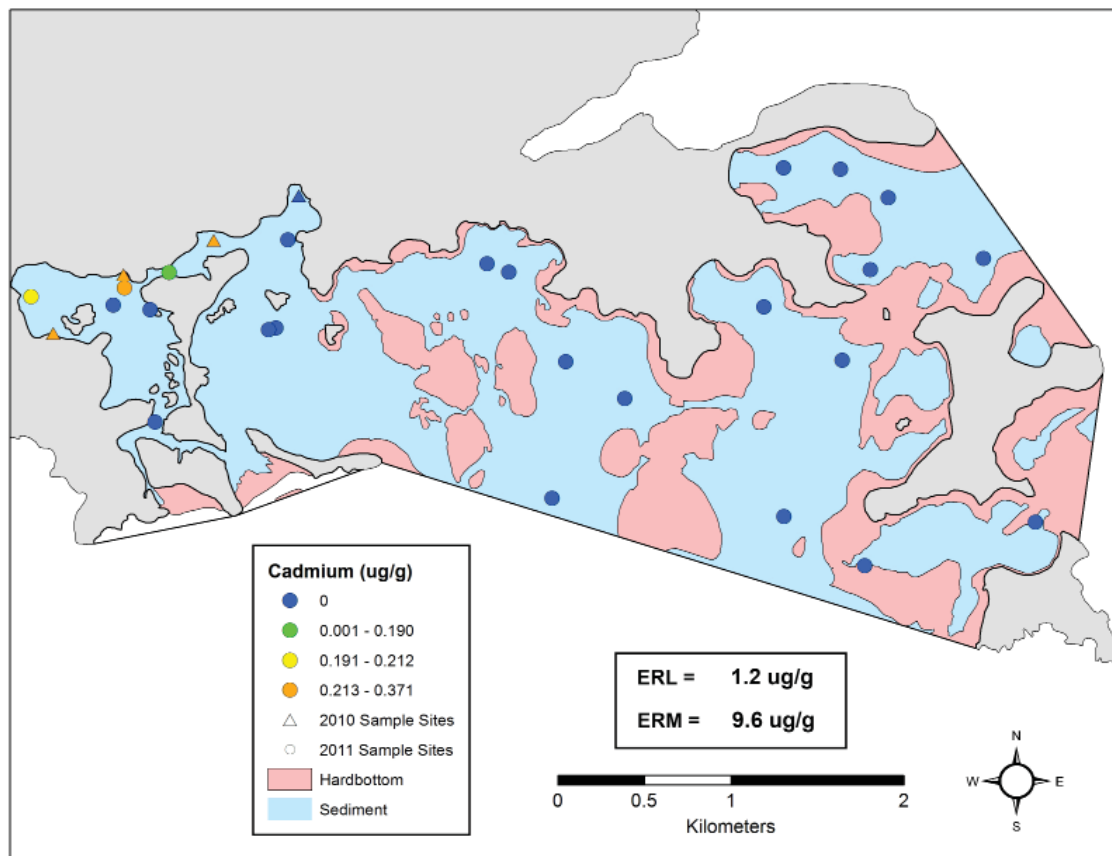 Cadmium (ug/g)
0
0.001 - 0.190
0.191 - 0.212
0.213 - 0.371
2010 Sample Sites
2011 Sample Sites
Hardbottom
Sediment
ERL = 1.2 ug/g
ERM = 9.6 ug/g
0 0.5 1 2
Kilometers
N
W E
S